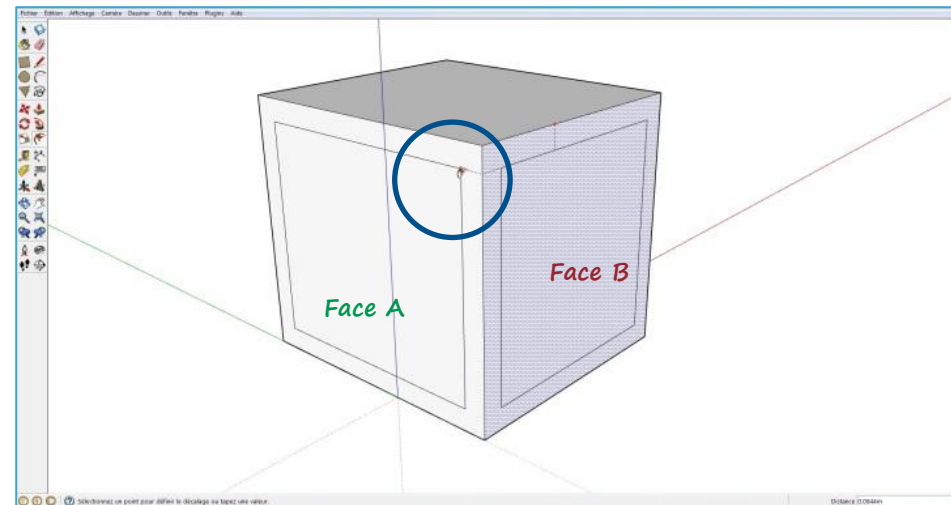 Fichier Edition Affichage Caméra Dessiner Outils Fenêtre Plugins Aide
Face A
Face B
Sélectionnez un point pour définir le décalage ou tapez une valeur.
Distance 0,0844m